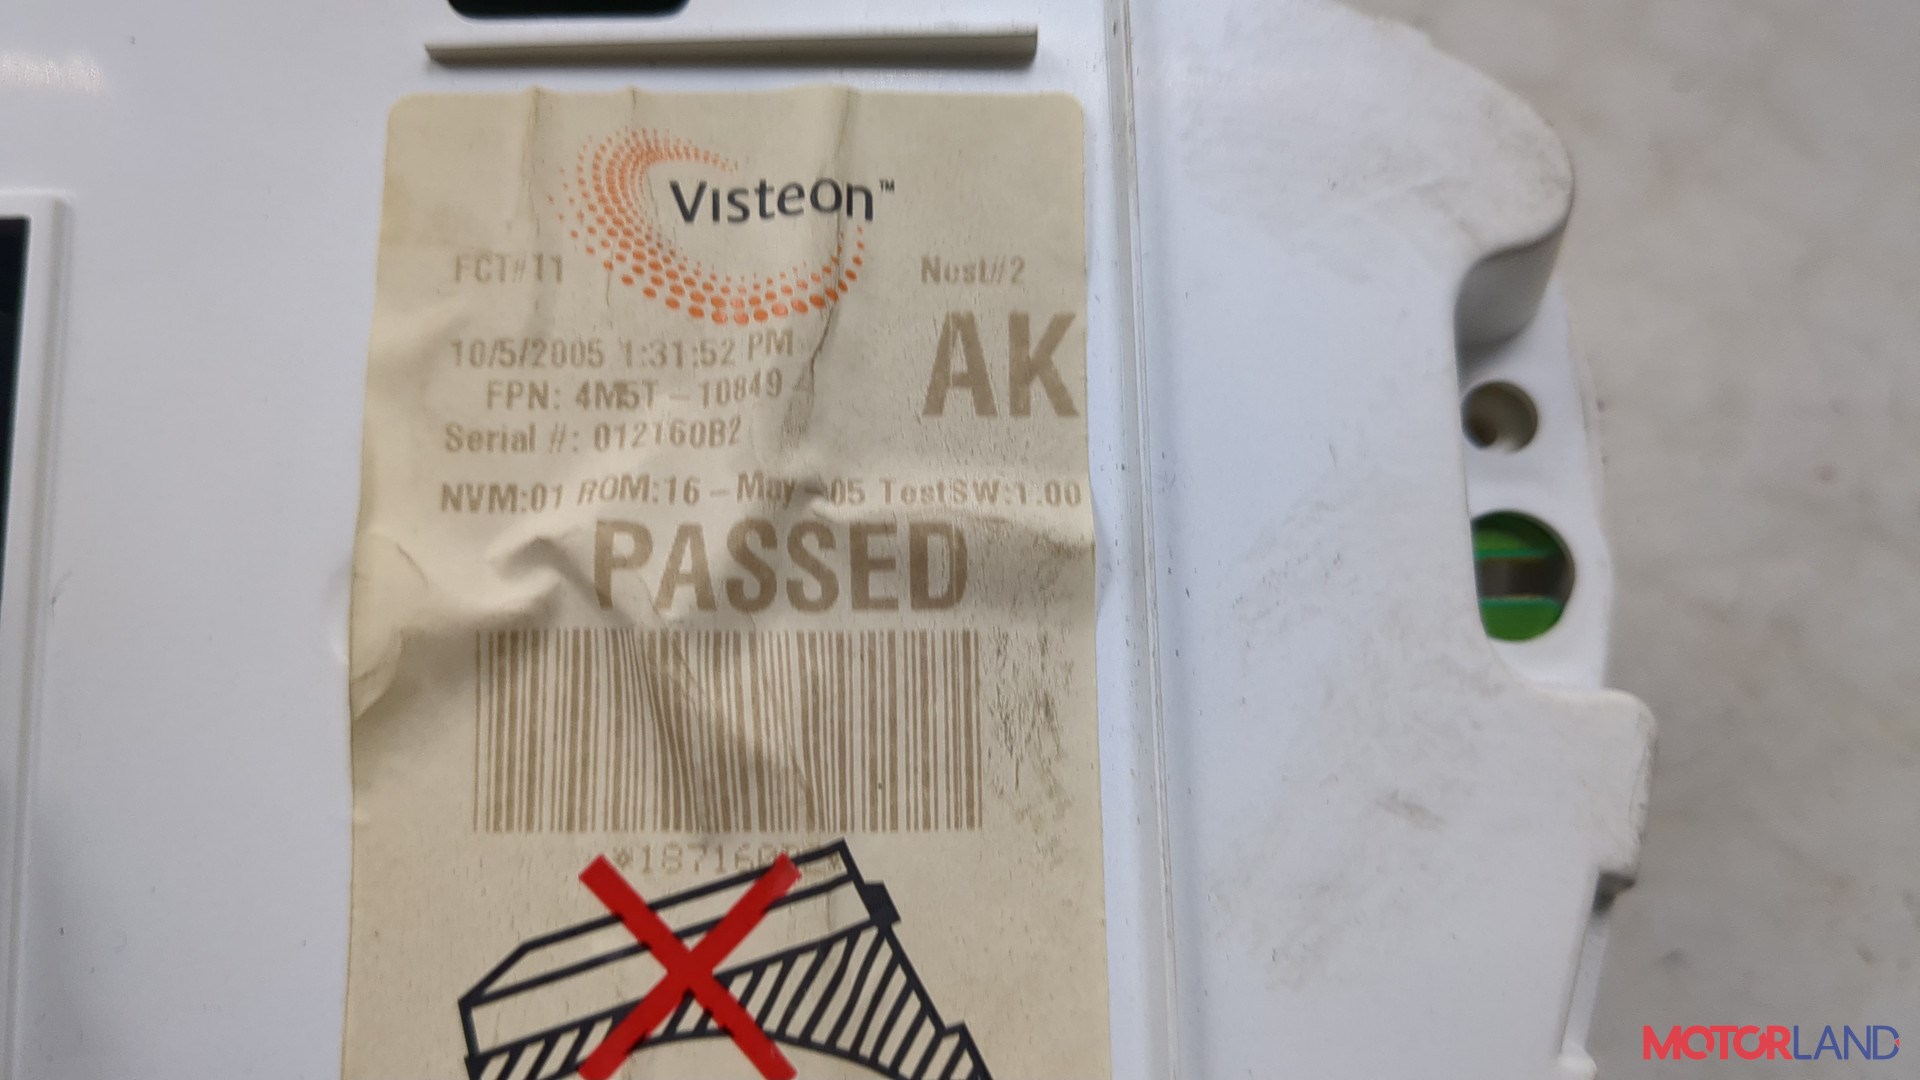 Visteon™
FCT#11 Nest#2
AK
10/5/2005 1:31:52 PM
FPN: 4M5T - 10849 -
Serial #: 012160B2
NVM:01 ROM:16 - May -05 TestSW:1.00
PASSED
MOTORLAND